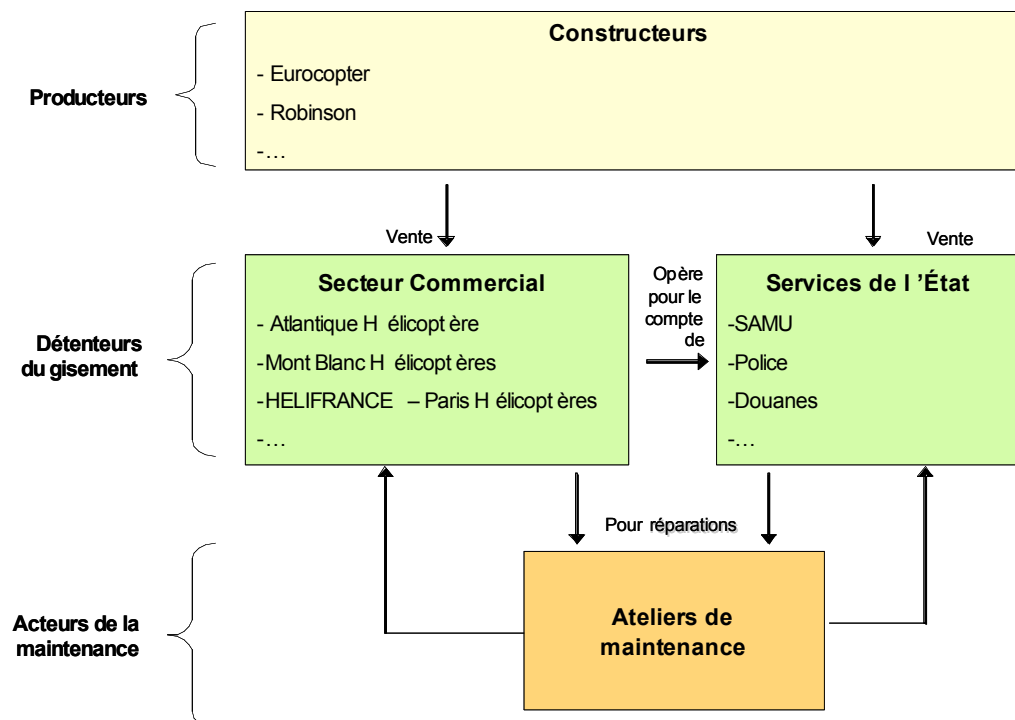 Constructeurs
- Eurocopter
- Robinson
-…
Producteurs
Vente
Vente
Secteur Commercial
- Atlantique H élicopt ère
-Mont Blanc H élicopt ères
-HELIFRANCE – Paris H élicopt ères
-…
Opère
pour le
compte
de
Services de l ’État
-SAMU
-Police
-Douanes
-…
Détenteurs
du gisement
Pour réparations
Ateliers de
maintenance
Acteurs de la
maintenance